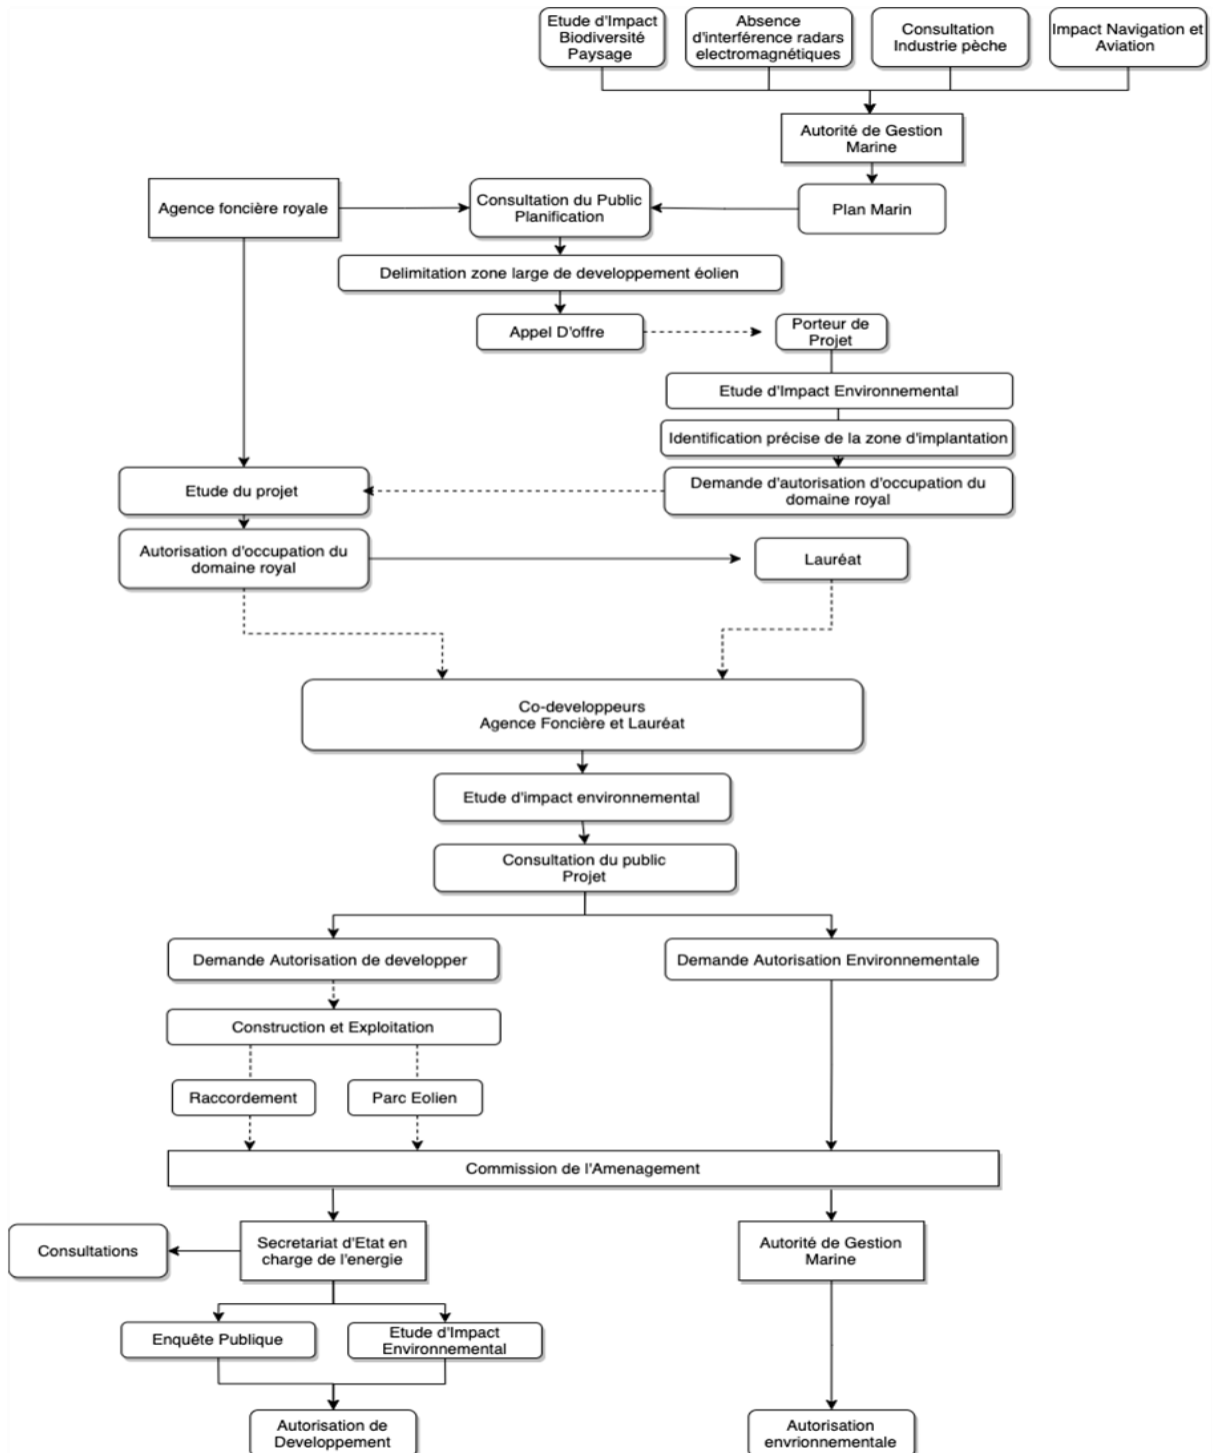 Etude d'Impact
Biodiversité
Paysage
Absence
d'interférence radars
electromagnétiques
Consultation
Industrie pèche
Impact Navigation et
Aviation
Autorité de Gestion
Marine
Agence foncière royale
Consultation du Public
Planification
Plan Marin
Delimitation zone large de developpement éolien
Appel D'offre
Porteur de
Projet
Etude d'Impact Environnemental
Identification précise de la zone d'implantation
Etude du projet
Demande d'autorisation d'occupation du
domaine royal
Autorisation d'occupation du
domaine royal
Lauréat
Co-developpeurs
Agence Foncière et Lauréat
Etude d'impact environnemental
Consultation du public
Projet
Demande Autorisation de developper
Demande Autorisation Environnementale
Construction et Exploitation
Raccordement
Parc Eolien
Commission de l'Amenagement
Consultations
Secretariat d'Etat en
charge de l'energie
Autorité de Gestion
Marine
Enquête Publique
Etude d'Impact
Environnemental
Autorisation de
Developpement
Autorisation
envrionnementale